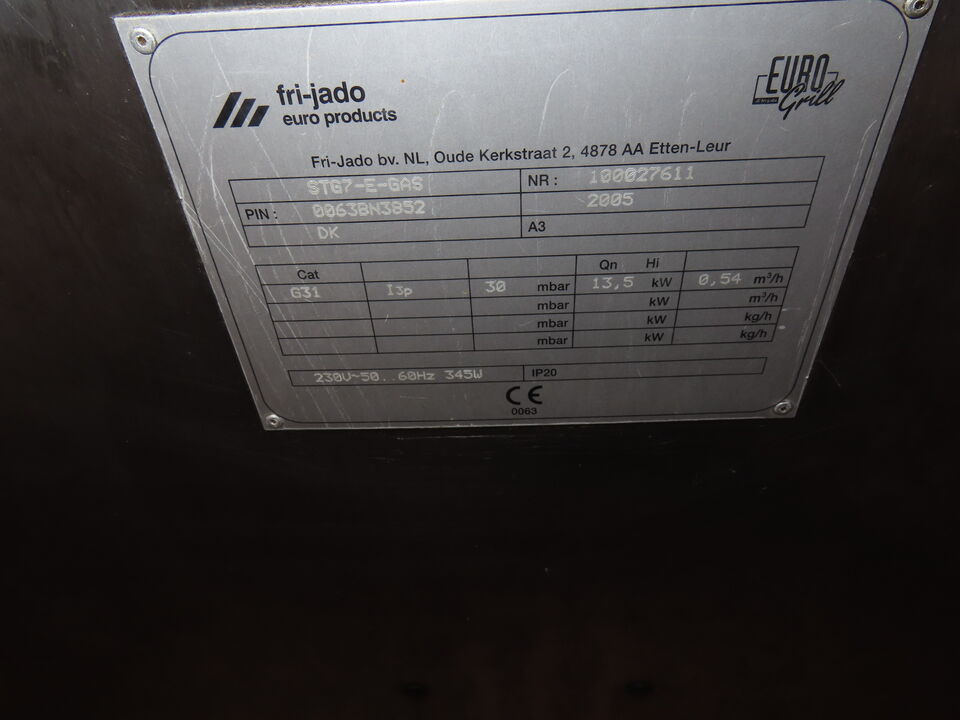 fri-jado
euro products
EURO
Grill
Fri-Jado bv. NL, Oude Kerkstraat 2, 4878 AA Etten-Leur
STG7-E-GAS NR : 100027611
PIN : 0063BN3852 2005
DK A3
Cat Qn Hi
G31 I3p 30 mbar 13,5 kW 0,54 m³/h
mbar kW m³/h
mbar kW kg/h
mbar kW kg/h
230V~50..60Hz 345W IP20
CE
0063